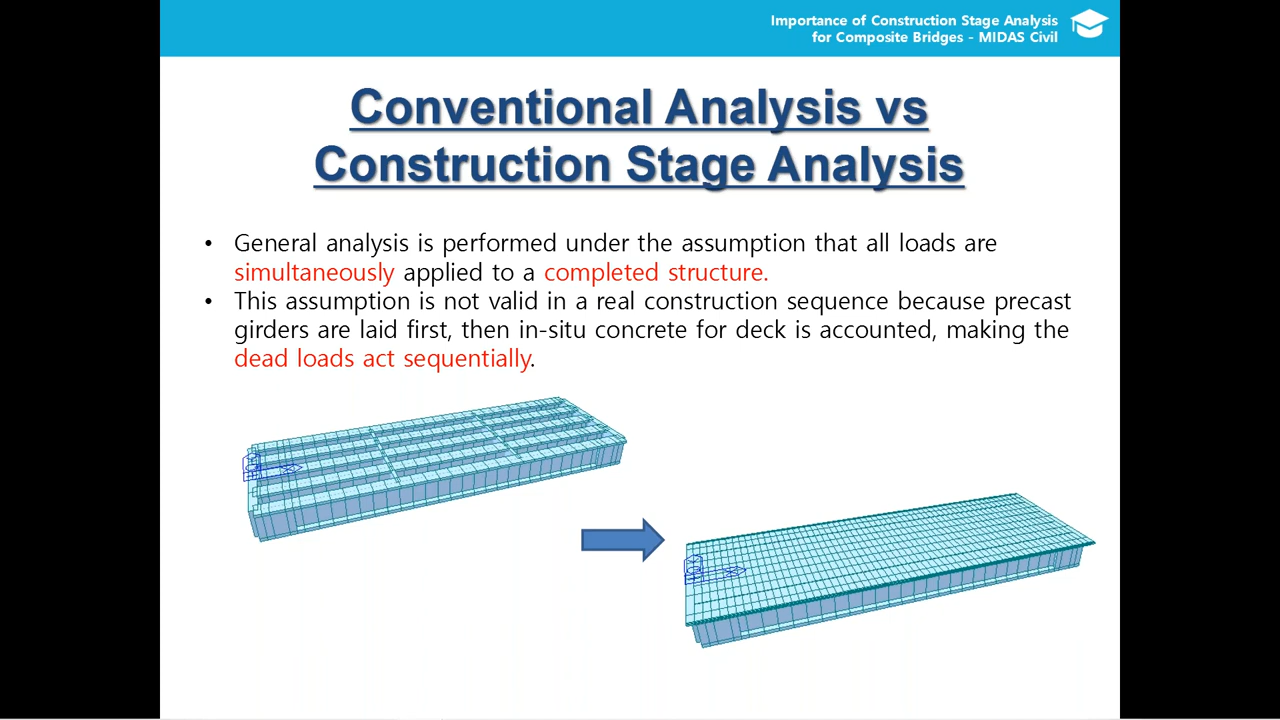 Importance of Construction Stage Analysis
for Composite Bridges - MIDAS Civil
Conventional Analysis vs
Construction Stage Analysis
• General analysis is performed under the assumption that all loads are
simultaneously applied to a completed structure.
• This assumption is not valid in a real construction sequence because precast
girders are laid first, then in-situ concrete for deck is accounted, making the
dead loads act sequentially.